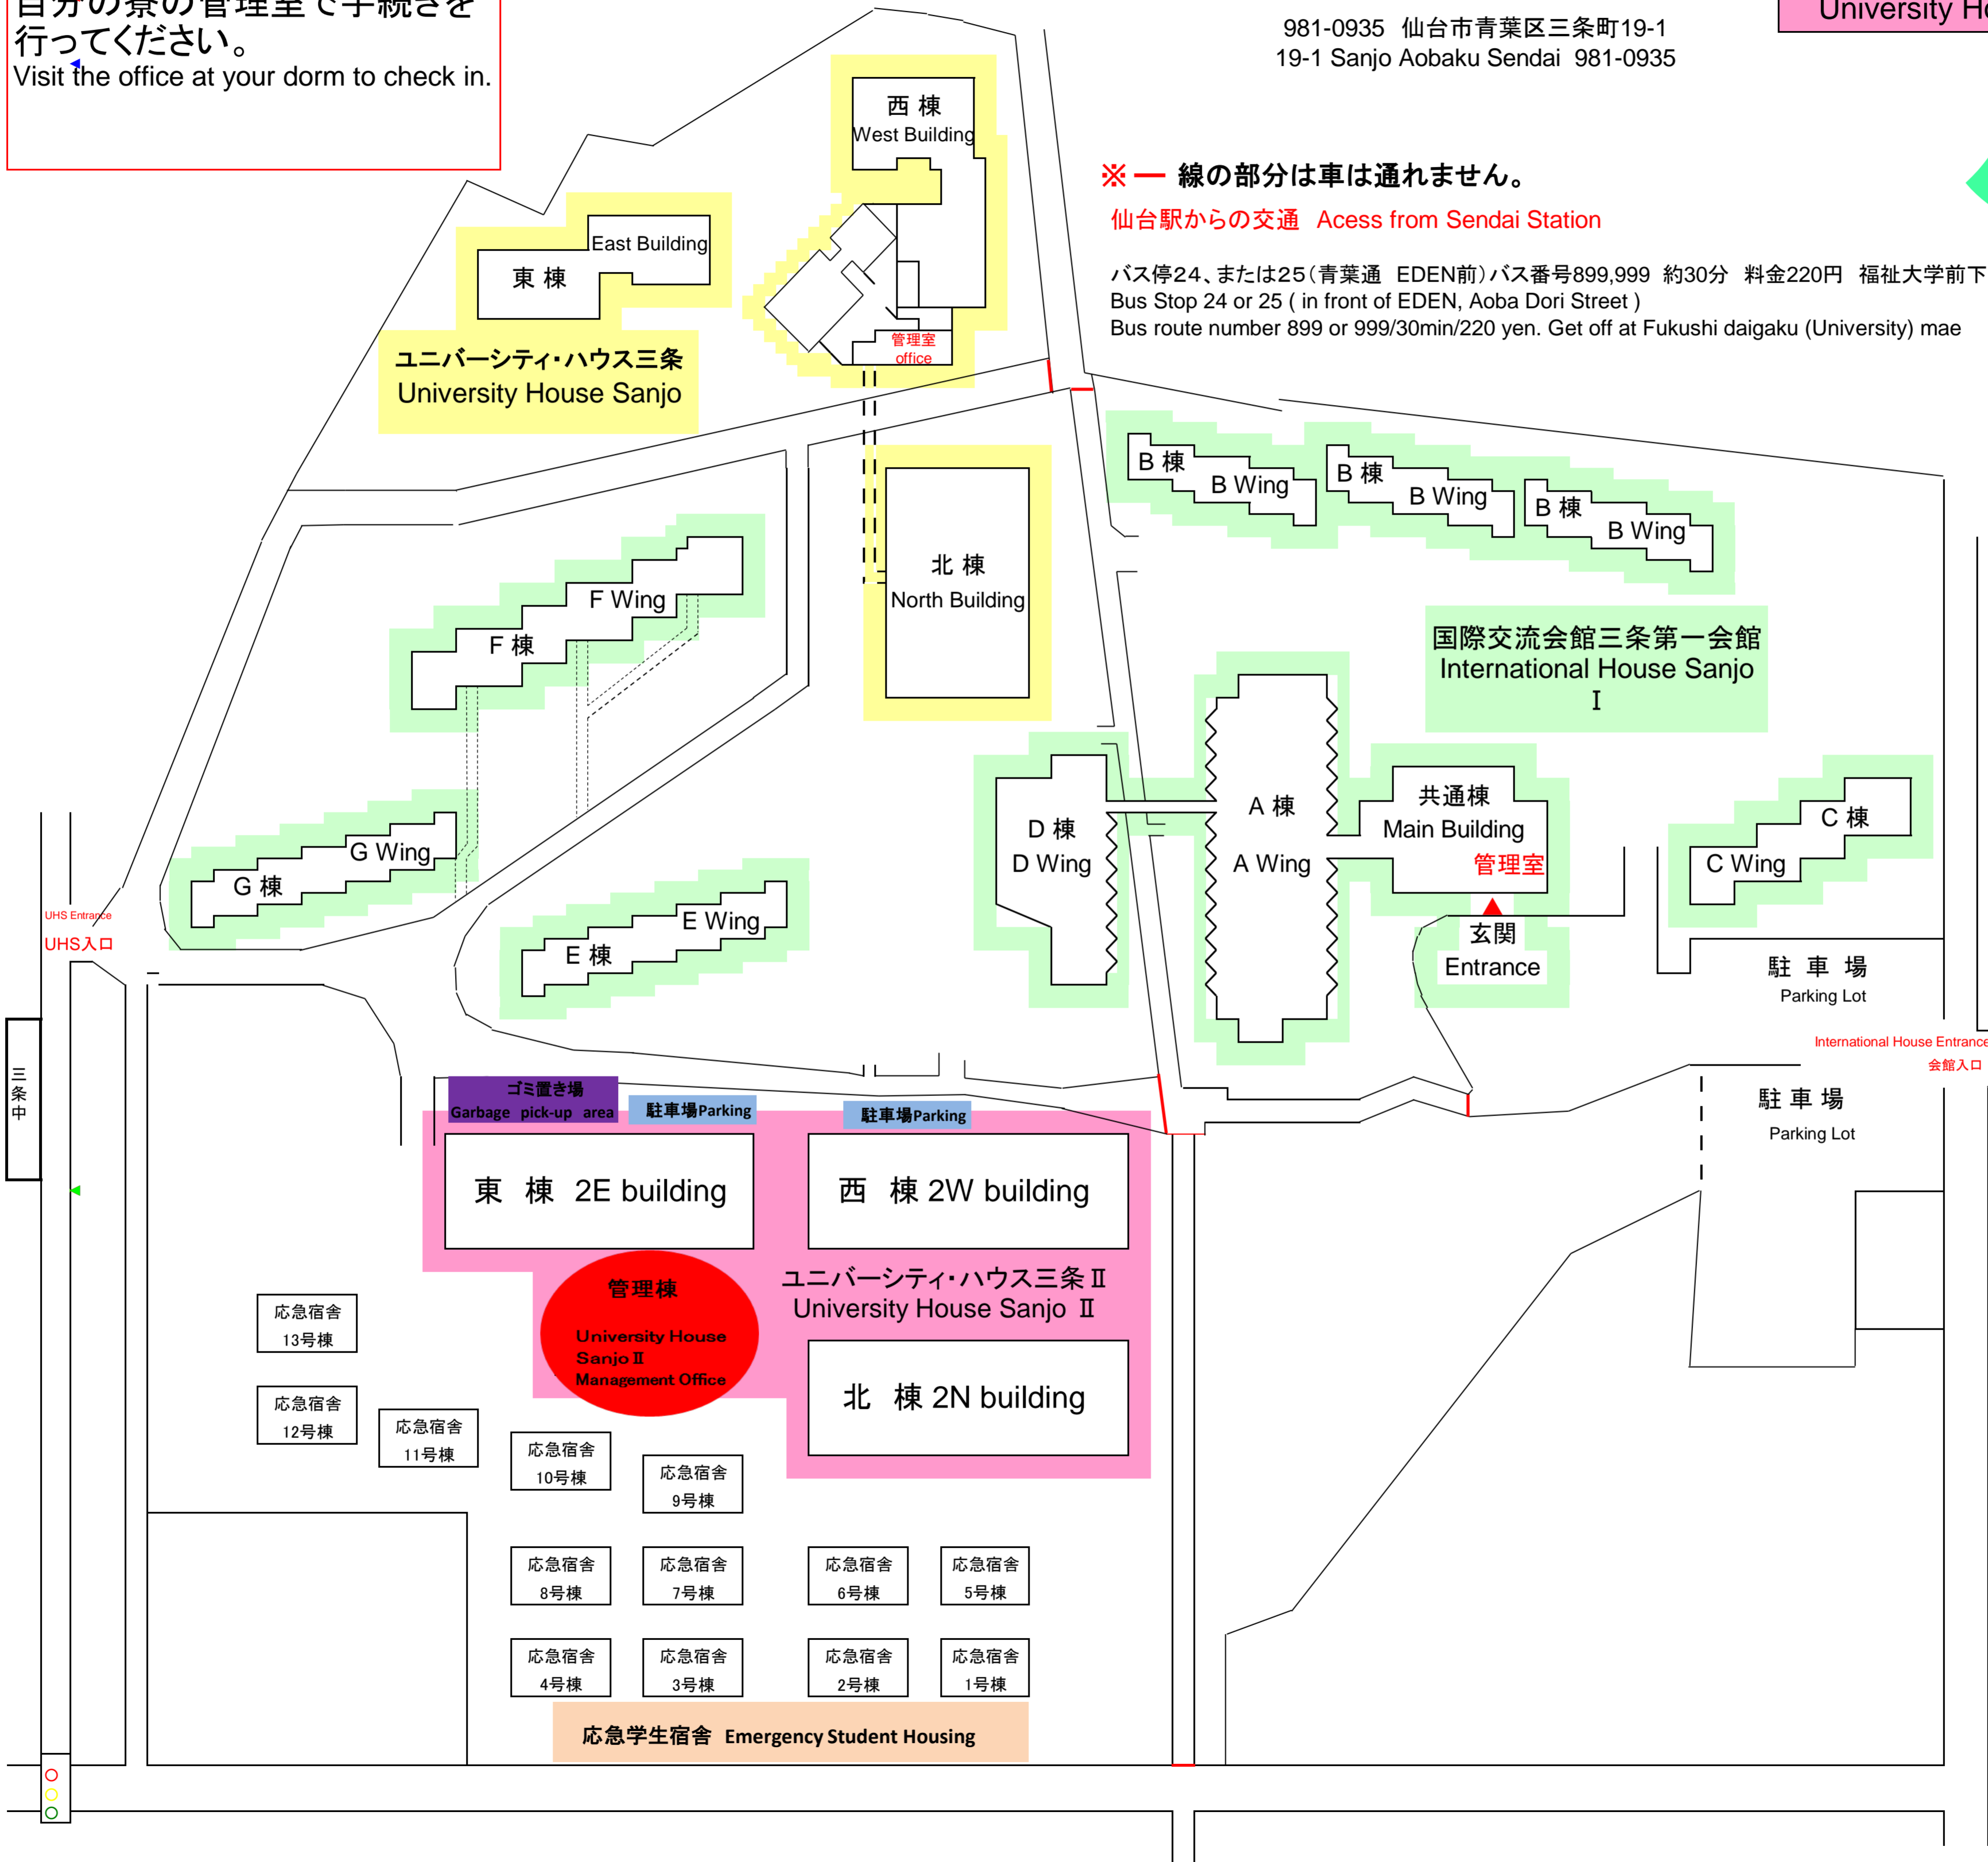 自分の寮の管理室で手続きを
行ってください。
Visit the office at your dorm to check in.
981-0935 仙台市青葉区三条町19-1
19-1 Sanjo Aobaku Sendai 981-0935
※ー 線の部分は車は通れません。
仙台駅からの交通 Acess from Sendai Station
バス停24、または25(青葉通 EDEN前)バス番号899,999 約30分 料金220円 福祉大学前下
Bus Stop 24 or 25 ( in front of EDEN, Aoba Dori Street )
Bus route number 899 or 999/30min/220 yen. Get off at Fukushi daigaku (University) mae
西 棟
West Building
East Building
東 棟
管理室
office
ユニバーシティ・ハウス三条
University House Sanjo
北 棟
North Building
B 棟
B Wing
B 棟
B Wing
B 棟
B Wing
国際交流会館三条第一会館
International House Sanjo
Ⅰ
F Wing
F 棟
G Wing
G 棟
E Wing
E 棟
D 棟
D Wing
A 棟
A Wing
共通棟
Main Building
管理室
玄関
Entrance
C 棟
C Wing
駐 車 場
Parking Lot
International House Entrance
会館入口
駐 車 場
Parking Lot
UHS Entrance
UHS入口
三条中
ゴミ置き場
Garbage pick-up area
駐車場Parking
駐車場Parking
東 棟 2E building
西 棟 2W building
管理棟
University House
Sanjo Ⅱ
Management Office
ユニバーシティ・ハウス三条Ⅱ
University House Sanjo Ⅱ
北 棟 2N building
応急宿舎
13号棟
応急宿舎
12号棟
応急宿舎
11号棟
応急宿舎
10号棟
応急宿舎
9号棟
応急宿舎
8号棟
応急宿舎
7号棟
応急宿舎
6号棟
応急宿舎
5号棟
応急宿舎
4号棟
応急宿舎
3号棟
応急宿舎
2号棟
応急宿舎
1号棟
応急学生宿舎 Emergency Student Housing